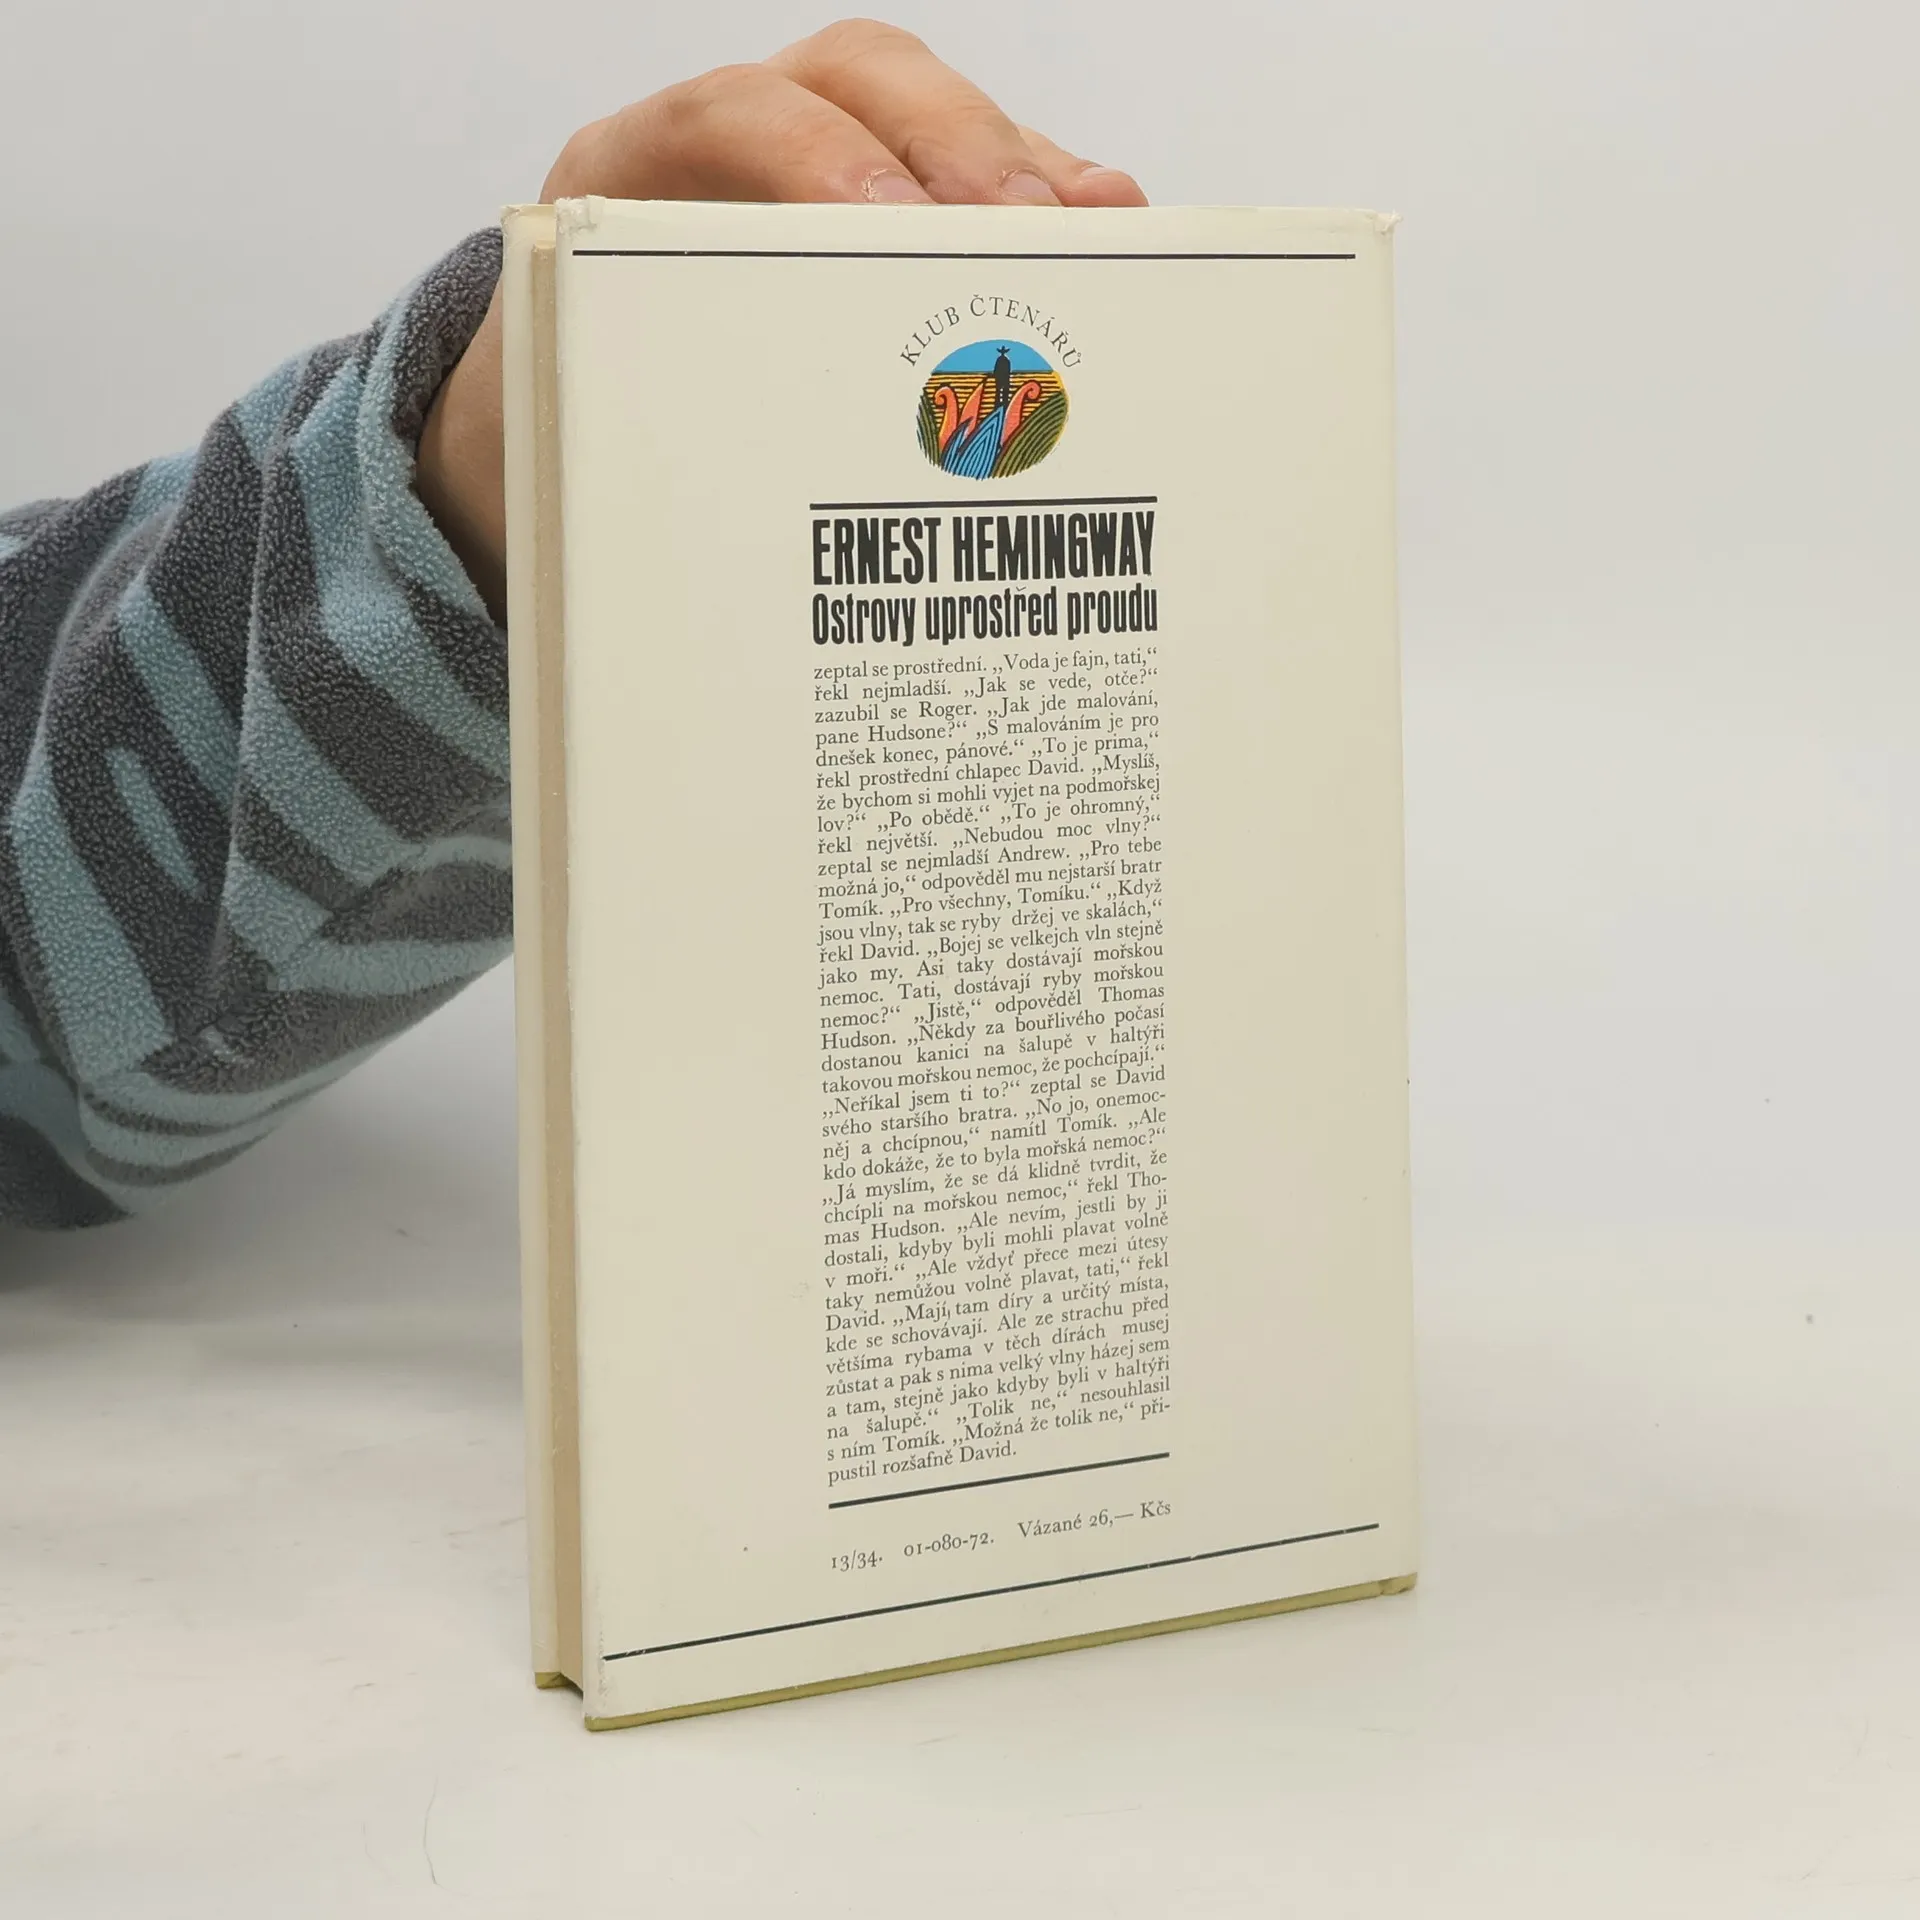 KLUB ČTENÁŘŮ
ERNEST HEMINGWAY
Ostrovy uprostřed proudu
zeptal se prostřední. „Voda je fajn, tati,“
řekl nejmladší. „Jak se vede, otče?“
zazubil se Roger. „Jak jde malování,
pane Hudsone?“ „S malováním je pro
dnešek konec, pánové.“ „To je prima,“
řekl prostřední chlapec David. „Myslíš,
že bychom si mohli vyjet na podmořskej
lov?“ „Po obědě.“ „To je ohromný,“
řekl největší. „Nebudou moc vlny?“
zeptal se nejmladší Andrew. „Pro tebe
možná jo,“ odpověděl mu nejstarší bratr
Tomík. „Pro všechny, Tomíku.“ „Když
jsou vlny, tak se ryby držej ve skalách,“
řekl David. „Bojej se velkejch vln stejně
jako my. Asi taky dostávají mořskou
nemoc. Tati, dostávají ryby mořskou
nemoc?“ „Jistě,“ odpověděl Thomas
Hudson. „Někdy za bouřlivého počasí
dostanou kanici na šalupě v haltýři
takovou mořskou nemoc, že pochcípají.“
„Neříkal jsem ti to?“ zeptal se David
svého staršího bratra. „No jo, onemoc-
něj a chcípnou,“ namítl Tomík. „Ale
kdo dokáže, že to byla mořská nemoc?“
„Já myslím, že se dá klidně tvrdit, že
chcípli na mořskou nemoc,“ řekl Tho-
mas Hudson. „Ale nevím, jestli by ji
dostali, kdyby byli mohli plavat volně
v moři.“ „Ale vždyť přece mezi útesy
taky nemůžou volně plavat, tati,“ řekl
David. „Mají tam díry a určitý místa,
kde se schovávají. Ale ze strachu před
většíma rybama v těch dírách musej
zůstat a pak s nima velký vlny házej sem
a tam, stejně jako kdyby byli v haltýři
na šalupě.“ „Tolik ne,“ nesouhlasil
s ním Tomík. „Možná že tolik ne,“ při-
pustil rozšafně David.
13/34. 01-080-72. Vázané 26,— Kčs